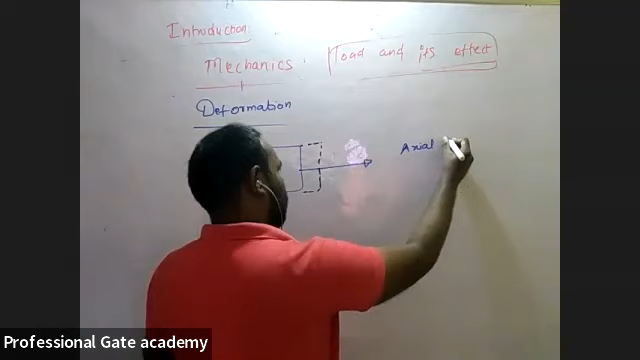 Introduction
Mechanics load and its effect
Deformation
Axial
Professional Gate academy